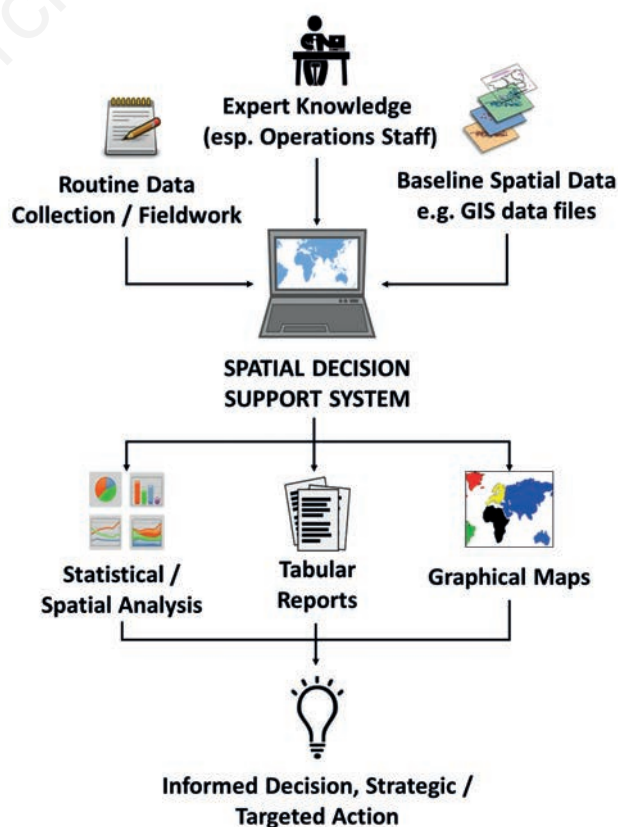 Expert Knowledge
(esp. Operations Staff)
Routine Data
Collection / Fieldwork
Baseline Spatial Data
e.g. GIS data files
SPATIAL DECISION
SUPPORT SYSTEM
Statistical /
Spatial Analysis
Tabular
Reports
Graphical Maps
Informed Decision, Strategic /
Targeted Action